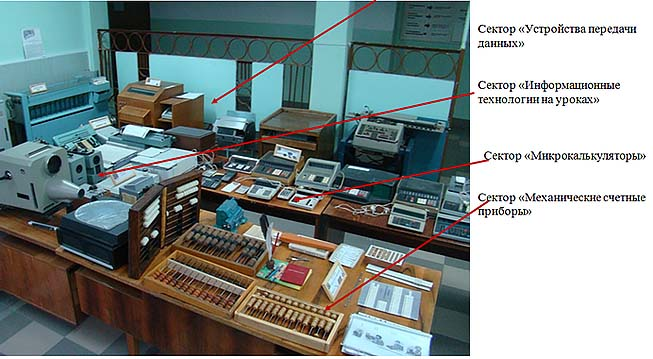 Сектор «Устройства передачи
данных»
Сектор «Информационные
технологии на уроках»
Сектор «Микрокалькуляторы»
Сектор «Механические счетные
приборы»